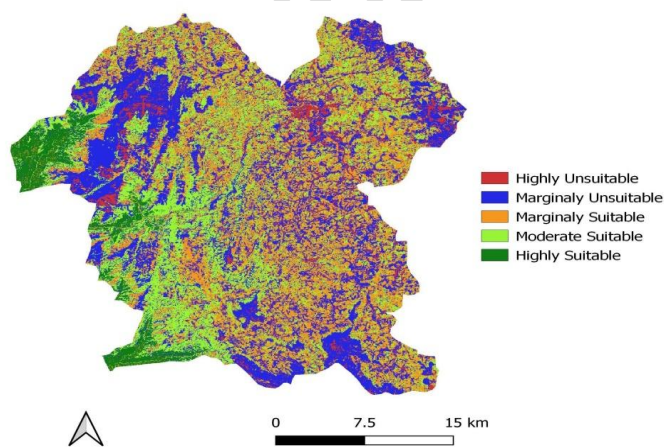 Highly Unsuitable
Marginaly Unsuitable
Marginaly Suitable
Moderate Suitable
Highly Suitable
0 7.5 15 km